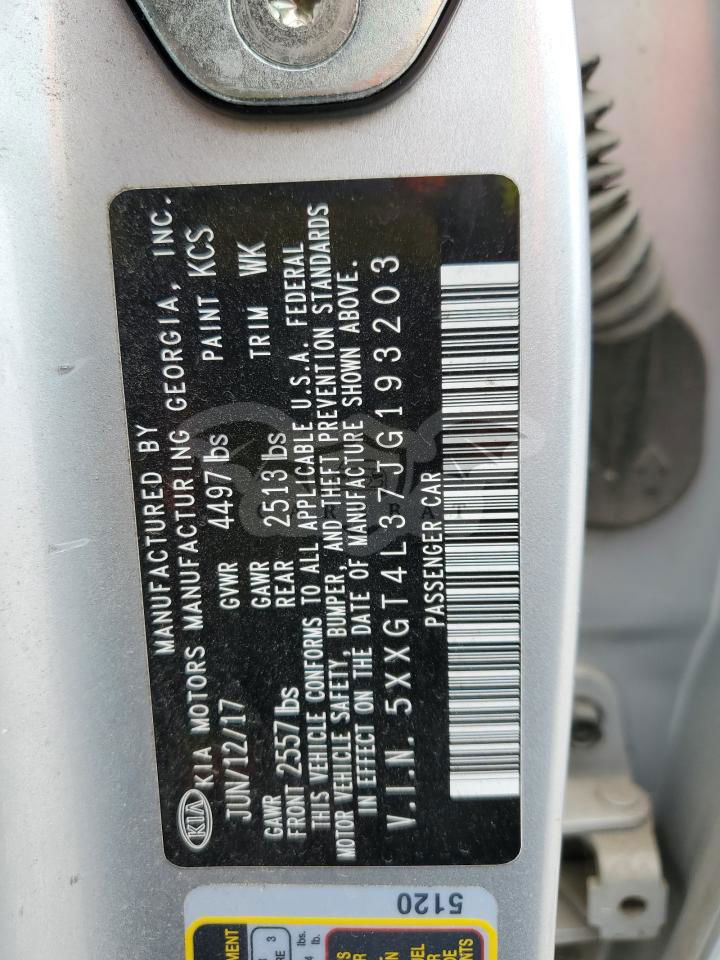 MANUFACTURED BY
KIA KIA MOTORS MANUFACTURING GEORGIA, INC.
JUN/12/17 GVWR 4497 lbs PAINT KCS
GAWR FRONT 2557 lbs GAWR REAR 2513 lbs TRIM WK
THIS VEHICLE CONFORMS TO ALL APPLICABLE U.S.A. FEDERAL
MOTOR VEHICLE SAFETY, BUMPER, AND THEFT PREVENTION STANDARDS
IN EFFECT ON THE DATE OF MANUFACTURE SHOWN ABOVE.
V.I.N. 5XXGT4L37JG193203
PASSENGER CAR
5120